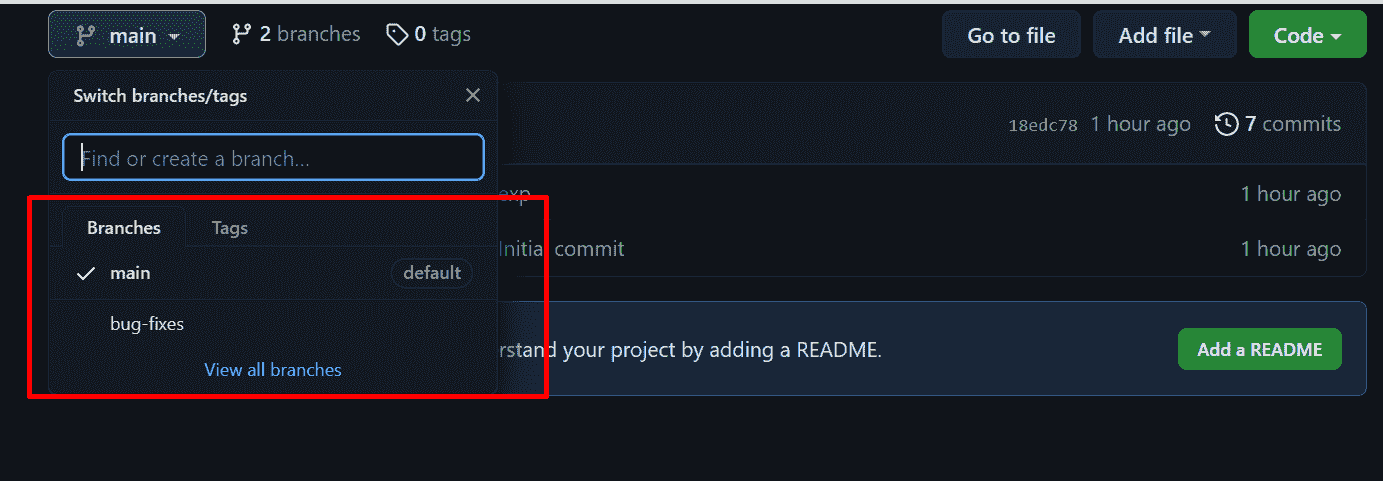 main 2 branches 0 tags Go to file Add file Code
Switch branches/tags
18edc78 1 hour ago 7 commits
Find or create a branch...
exp 1 hour ago
Branches Tags
Initial commit 1 hour ago
main default
bug-fixes
rstand your project by adding a README. Add a README
View all branches